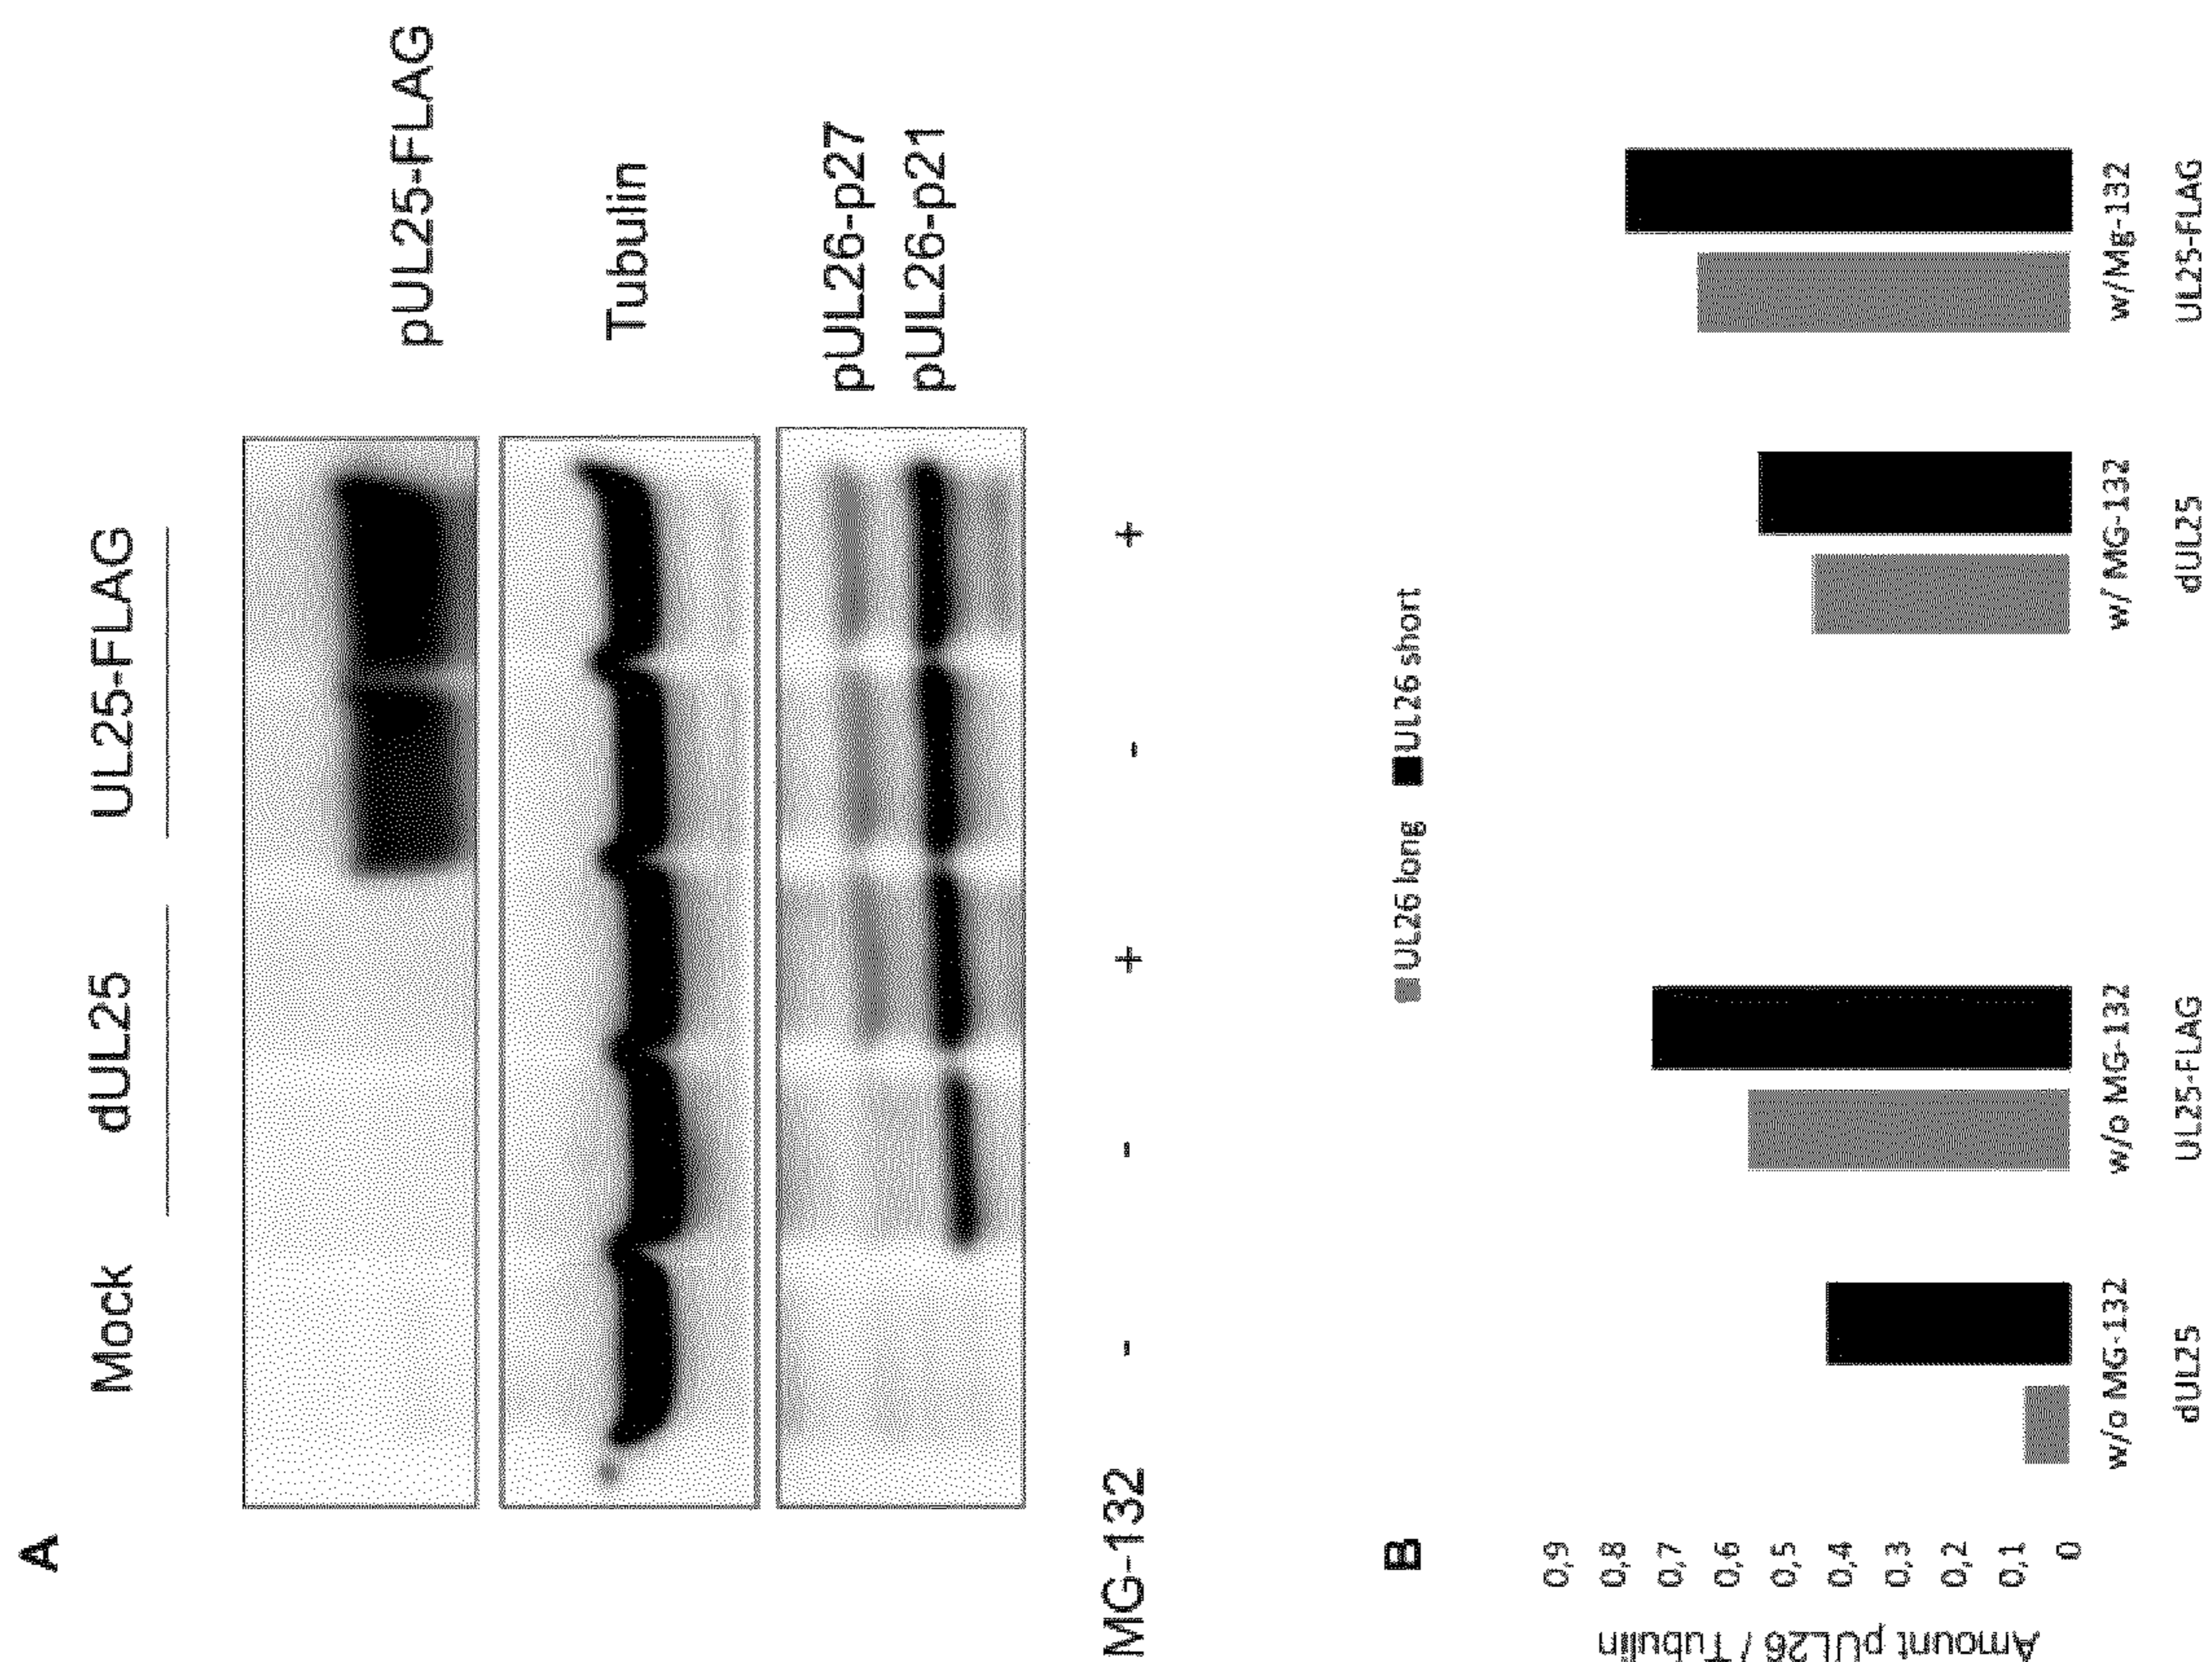 A
Mock dUL25 UL25-FLAG
pUL25-FLAG
Tubulin
pUL26-p27
pUL26-p21
MG-132 - - + - +
B
UL26 long UL26 short
Amount pUL26 / Tubulin
0,9
0,8
0,7
0,6
0,5
0,4
0,3
0,2
0,1
0
w/o MG-132 w/o MG-132 w/ MG-132 w/Mg-132
dUL25 UL25-FLAG dUL25 UL25-FLAG